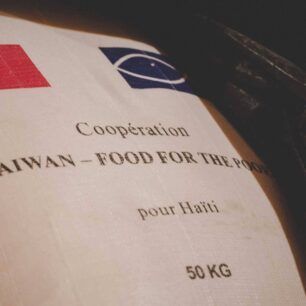 Coopération
AIWAN – FOOD FOR THE POO
pour Haïti
50 KG